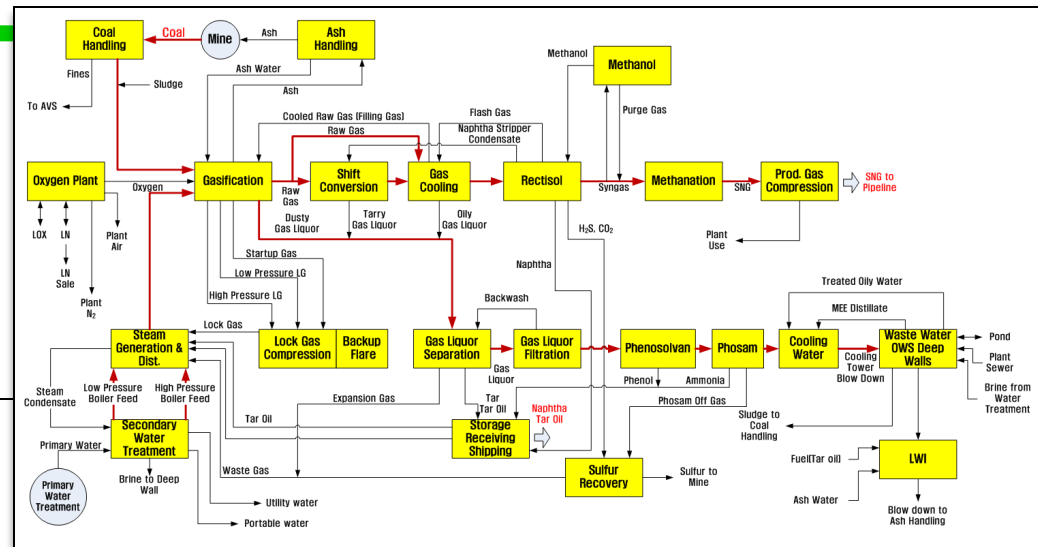 Coal
Handling
Coal
Mine
Ash
Ash
Handling
Methanol
Methanol
Fines
Sludge
To AVS
Ash Water
Ash
Purge Gas
Cooled Raw Gas (Filling Gas)
Raw Gas
Flash Gas
Naphtha Stripper
Condensate
Oxygen Plant
Oxygen
Gasification
Raw
Gas
Shift
Conversion
Gas
Cooling
Rectisol
Syngas
Methanation
SNG
Prod. Gas
Compression
SNG to
Pipeline
LOX
LN
Plant
Air
LN
Sale
Plant
N₂
Dusty
Gas Liquor
Tarry
Gas Liquor
Oily
Gas Liquor
H₂S, CO₂
Plant
Use
Startup Gas
Low Pressure LG
High Pressure LG
Naphtha
Treated Oily Water
MEE Distillate
Backwash
Lock Gas
Steam
Generation &
Dist.
Lock Gas
Compression
Backup
Flare
Gas Liquor
Separation
Gas
Liquor
Gas Liquor
Filtration
Phenosolvan
Phosam
Cooling
Water
Cooling
Tower
Blow Down
Waste Water
OWS Deep
Walls
Pond
Plant
Sewer
Brine from
Water
Treatment
Steam
Condensate
Low Pressure
Boiler Feed
High Pressure
Boiler Feed
Expansion Gas
Tar
Tar Oil
Phenol
Ammonia
Phosam Off Gas
Tar Oil
Naphtha
Tar Oil
Storage
Receiving
Shipping
Sludge to
Coal
Handling
Primary Water
Secondary
Water
Treatment
Waste Gas
Sulfur
Recovery
Sulfur to
Mine
Fuel(Tar oil)
LWI
Ash Water
Primary
Water
Treatment
Brine to Deep
Wall
Utility water
Portable water
Blow down to
Ash Handling